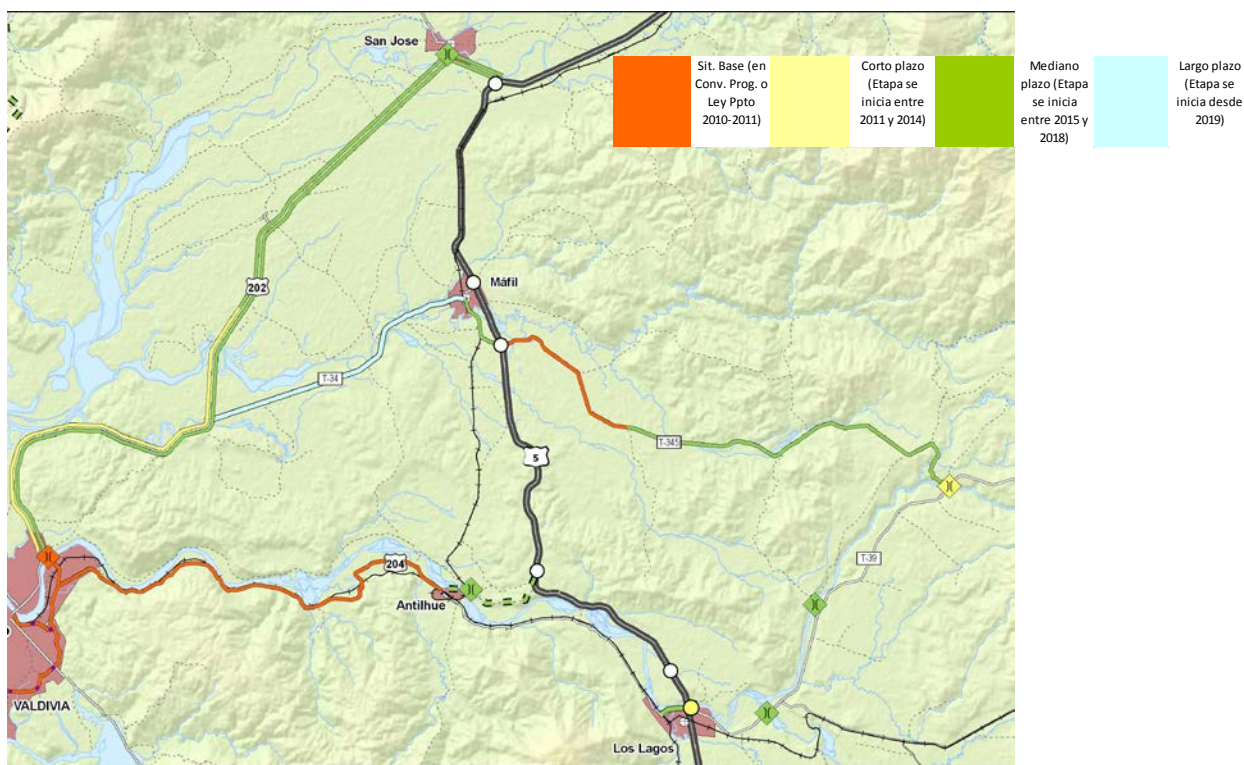 San Jose
Sit. Base (en
Conv. Prog. o
Ley Ppto
2010-2011)
Corto plazo
(Etapa se
inicia entre
2011 y 2014)
Mediano
plazo (Etapa
se inicia
entre 2015 y
2018)
Largo plazo
(Etapa se
inicia desde
2019)
202
Máfil
T-34
T-345
5
T-39
204
Antilhue
VALDIVIA
Los Lagos